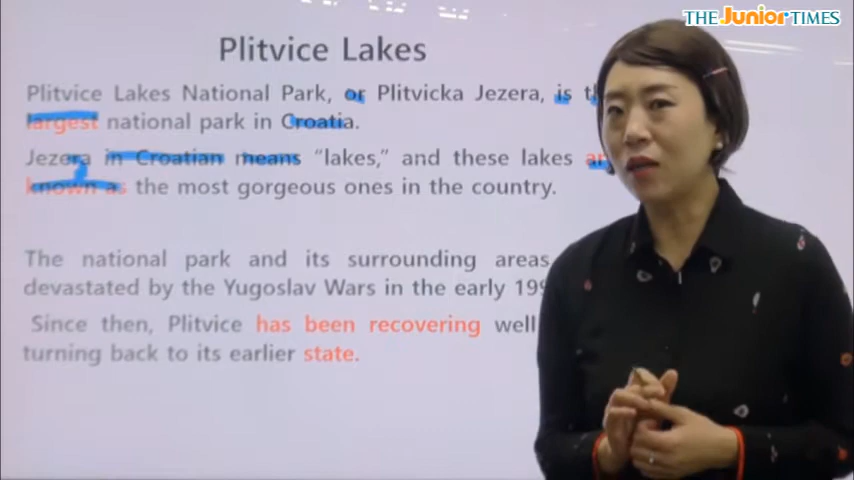 THE Junior TIMES
Plitvice Lakes
Plitvice Lakes National Park, or Plitvicka Jezera, is
largest national park in Croatia.
Jezera in Croatian means “lakes,” and these lakes
known as the most gorgeous ones in the country.
The national park and its surrounding areas
devastated by the Yugoslav Wars in the early
Since then, Plitvice has been recovering well
turning back to its earlier state.